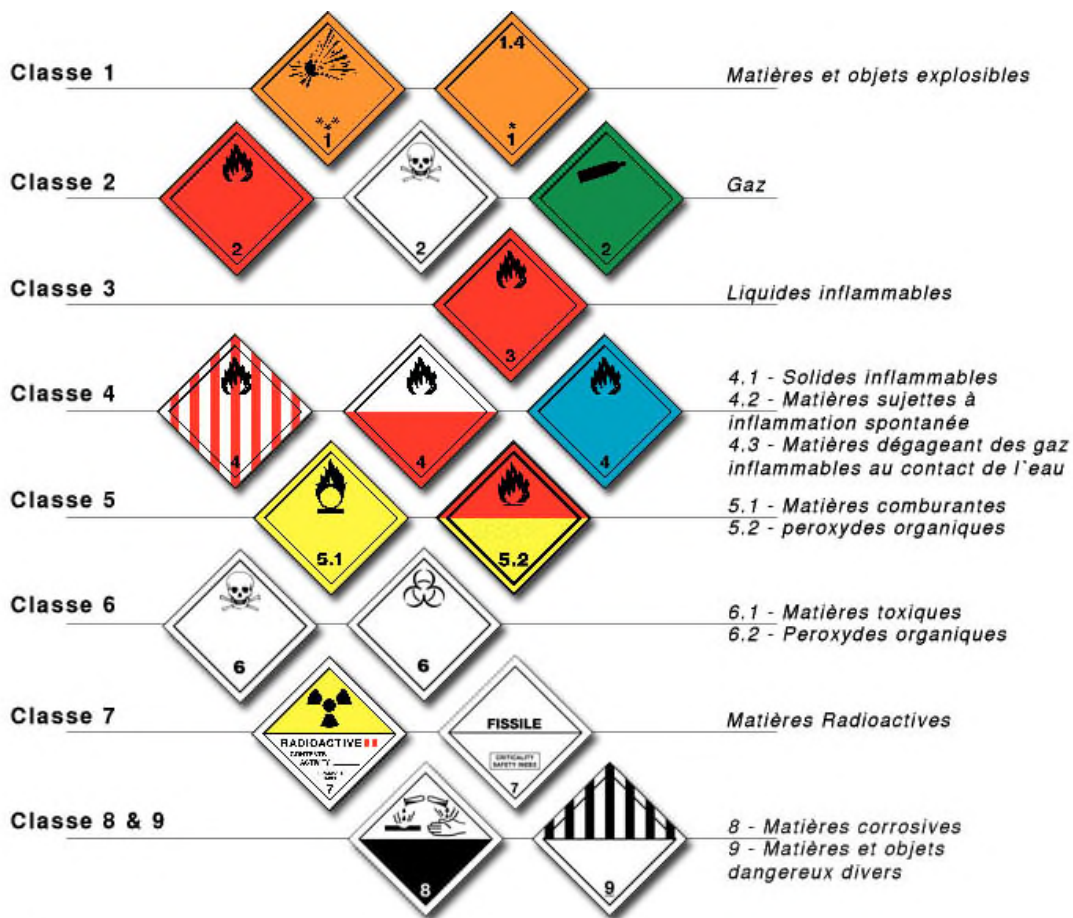 Classe 1
1
1.4
*
1
Matières et objets explosibles
Classe 2
2
2
2
Gaz
Classe 3
3
Liquides inflammables
Classe 4
4
4
4
4.1 - Solides inflammables
4.2 - Matières sujettes à
inflammation spontanée
4.3 - Matières dégageant des gaz
inflammables au contact de l`eau
Classe 5
5.1
5.2
5.1 - Matières comburantes
5.2 - peroxydes organiques
Classe 6
6
6
6.1 - Matières toxiques
6.2 - Peroxydes organiques
Classe 7
RADIOACTIVE II
CONTENTS
ACTIVITY
7
FISSILE
CRITICALITY
SAFETY INDEX
7
Matières Radioactives
Classe 8 & 9
8
9
8 - Matières corrosives
9 - Matières et objets
dangereux divers